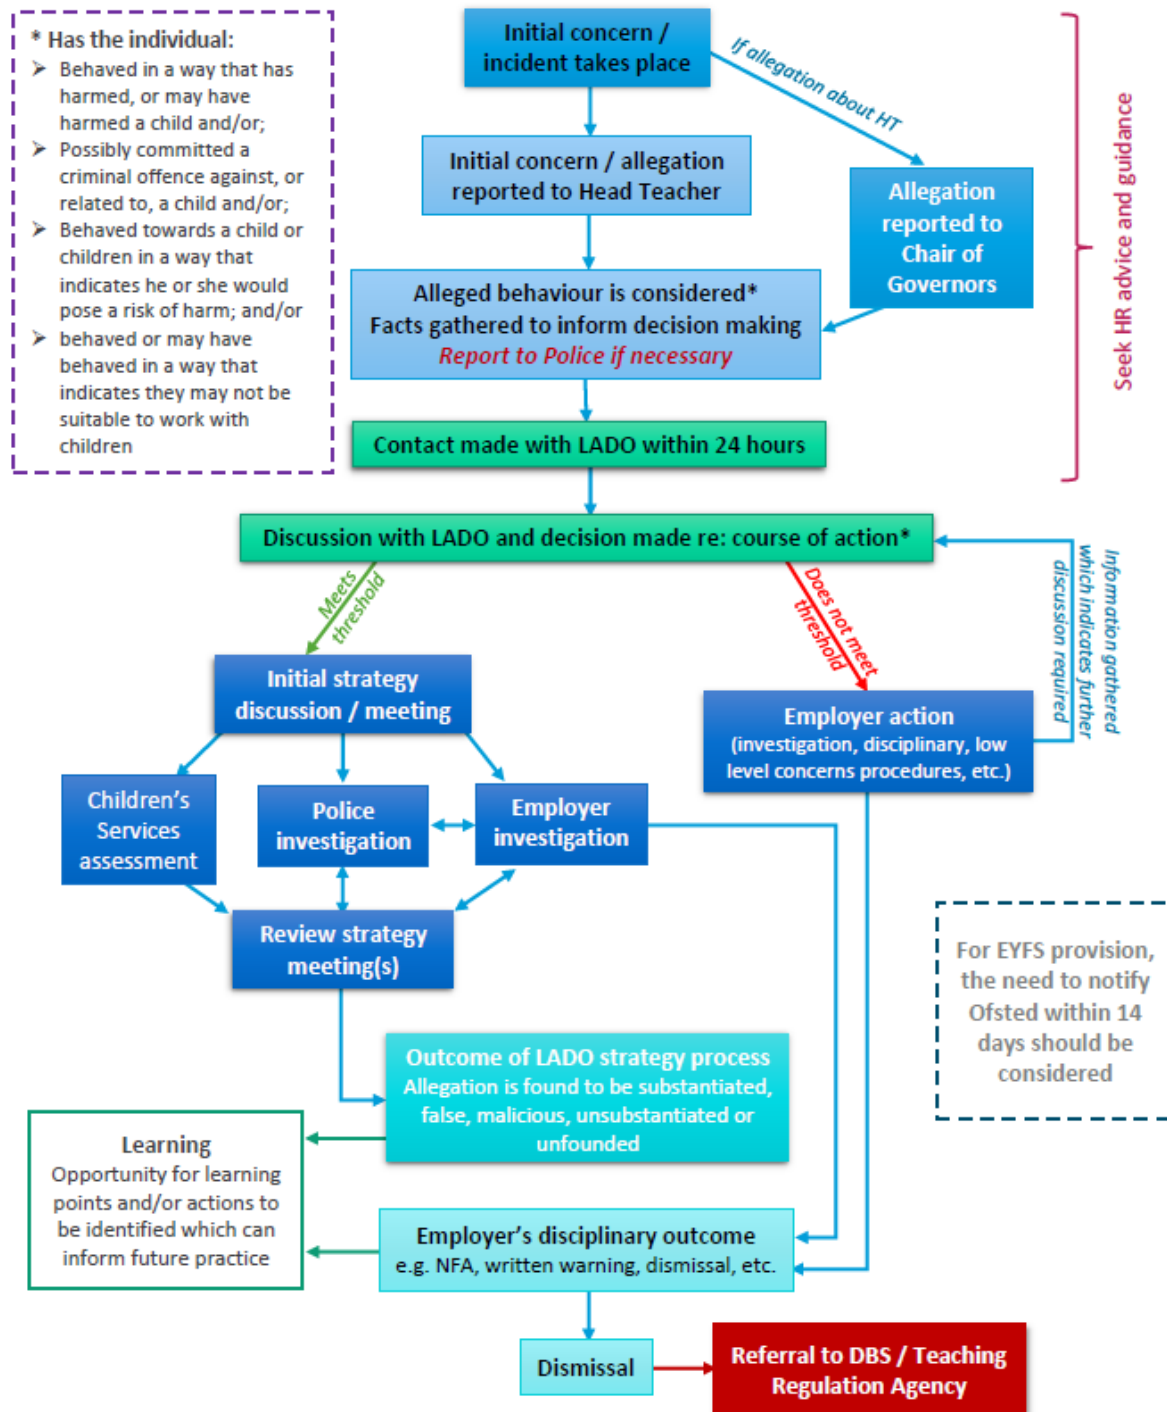 * Has the individual:
➢ Behaved in a way that has
harmed, or may have
harmed a child and/or;
➢ Possibly committed a
criminal offence against, or
related to, a child and/or;
➢ Behaved towards a child or
children in a way that
indicates he or she would
pose a risk of harm; and/or
➢ behaved or may have
behaved in a way that
indicates they may not be
suitable to work with
children
Initial concern /
incident takes place
If allegation about HT
Initial concern / allegation
reported to Head Teacher
Allegation
reported to
Chair of
Governors
Seek HR advice and guidance
Alleged behaviour is considered*
Facts gathered to inform decision making
Report to Police if necessary
Contact made with LADO within 24 hours
Discussion with LADO and decision made re: course of action*
Meets
threshold
Does not meet
threshold
Information gathered
which indicates further
discussion required
Initial strategy
discussion / meeting
Employer action
(investigation, disciplinary, low
level concerns procedures, etc.)
Children's
Services
assessment
Police
investigation
Employer
investigation
Review strategy
meeting(s)
For EYFS provision,
the need to notify
Ofsted within 14
days should be
considered
Outcome of LADO strategy process
Allegation is found to be substantiated,
false, malicious, unsubstantiated or
unfounded
Learning
Opportunity for learning
points and/or actions to
be identified which can
inform future practice
Employer's disciplinary outcome
e.g. NFA, written warning, dismissal, etc.
Dismissal
Referral to DBS / Teaching
Regulation Agency